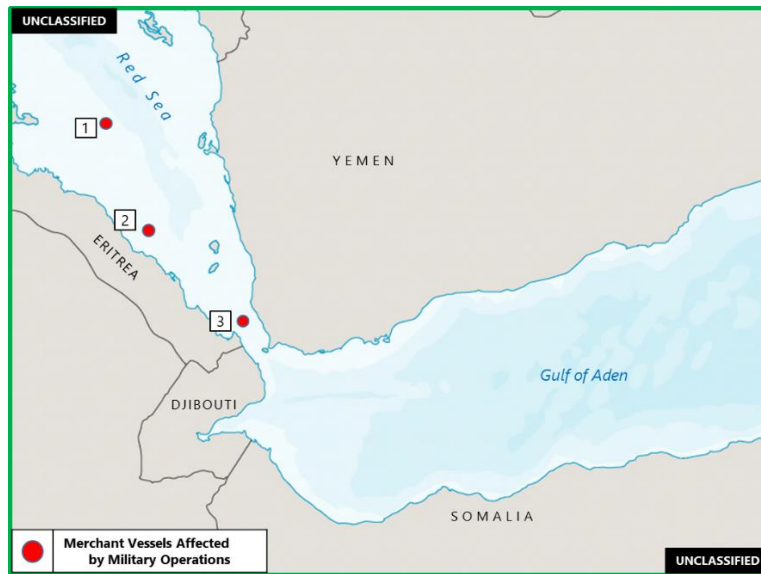 UNCLASSIFIED
Red Sea
1
YEMEN
2
ERITREA
3
Gulf of Aden
DJIBOUTI
SOMALIA
Merchant Vessels Affected
by Military Operations
UNCLASSIFIED